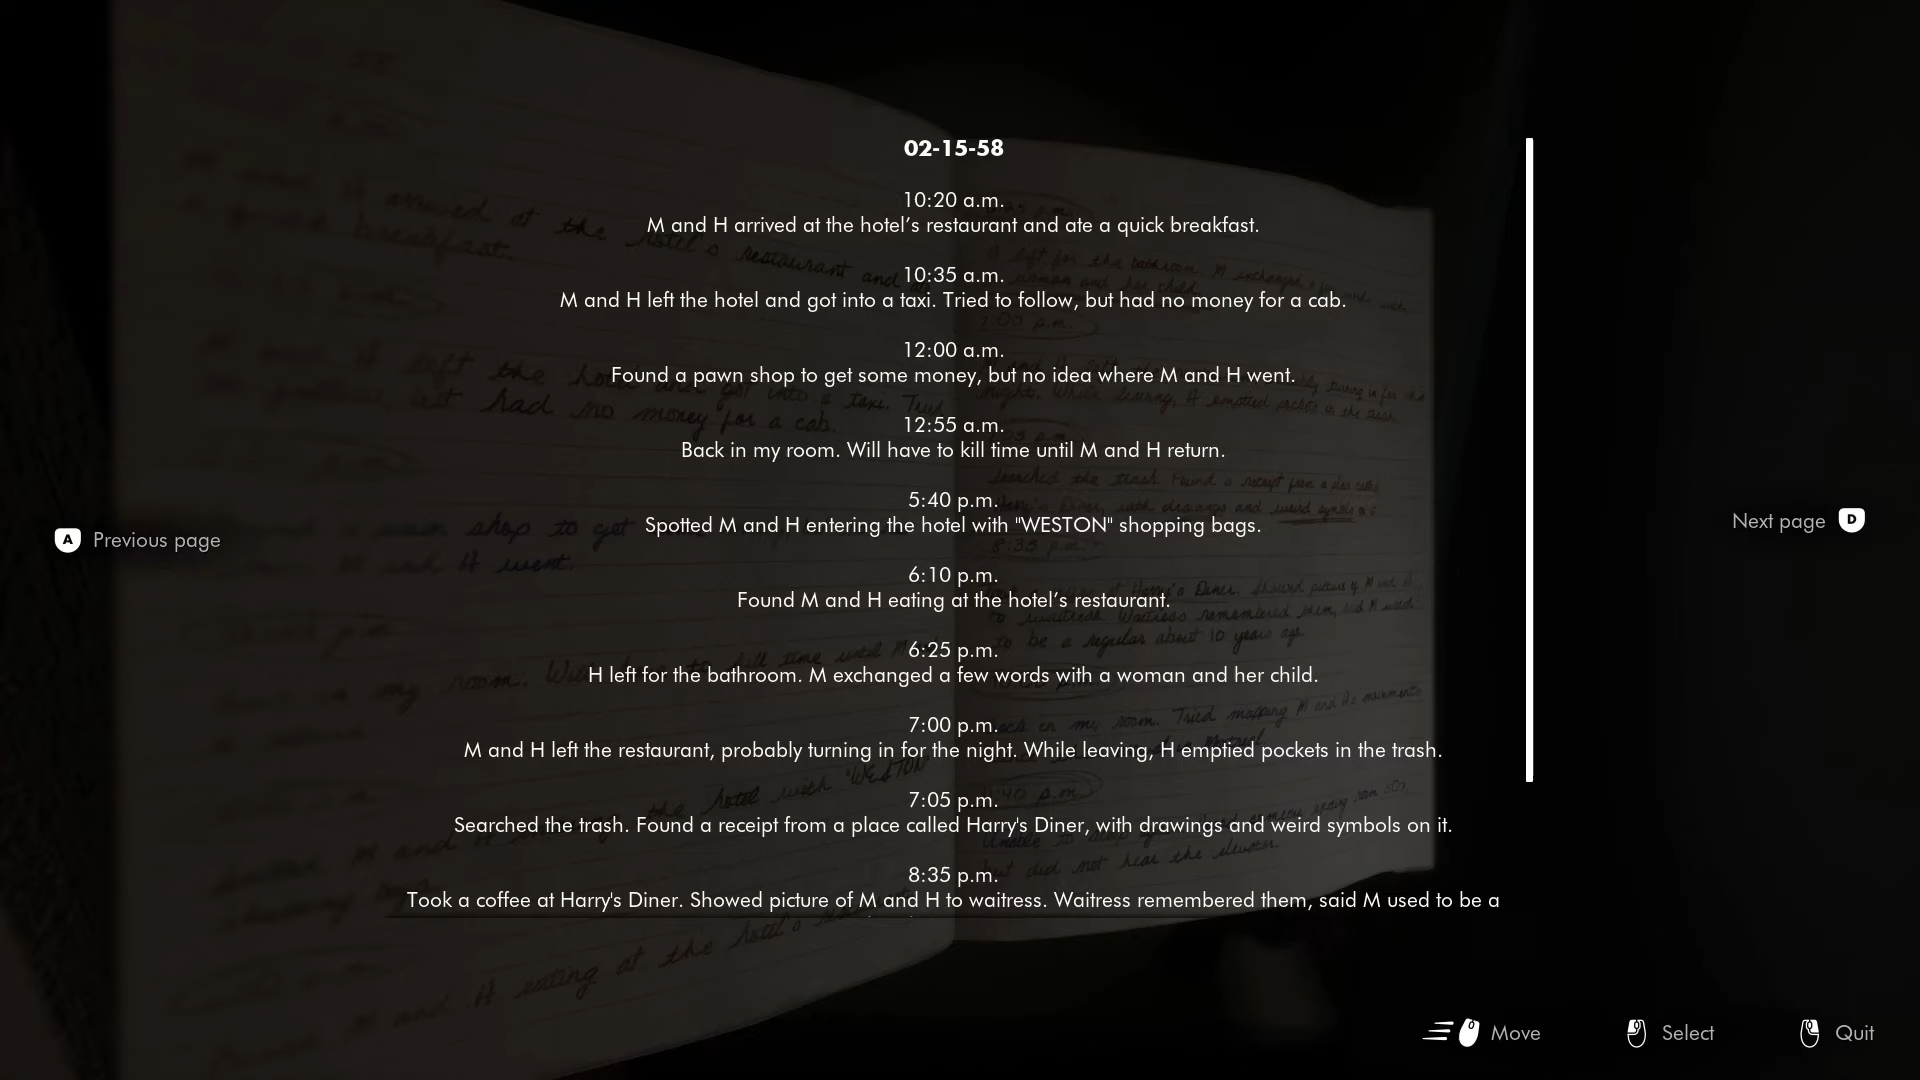 02-15-58
10:20 a.m.
M and H arrived at the hotel’s restaurant and ate a quick breakfast.
10:35 a.m.
M and H left the hotel and got into a taxi. Tried to follow, but had no money for a cab.
12:00 a.m.
Found a pawn shop to get some money, but no idea where M and H went.
12:55 a.m.
Back in my room. Will have to kill time until M and H return.
5:40 p.m.
Spotted M and H entering the hotel with "WESTON" shopping bags.
6:10 p.m.
Found M and H eating at the hotel’s restaurant.
6:25 p.m.
H left for the bathroom. M exchanged a few words with a woman and her child.
7:00 p.m.
M and H left the restaurant, probably turning in for the night. While leaving, H emptied pockets in the trash.
7:05 p.m.
Searched the trash. Found a receipt from a place called Harry's Diner, with drawings and weird symbols on it.
8:35 p.m.
Took a coffee at Harry's Diner. Showed picture of M and H to waitress. Waitress remembered them, said M used to be a
A Previous page
Next page D
Move
Select
Quit